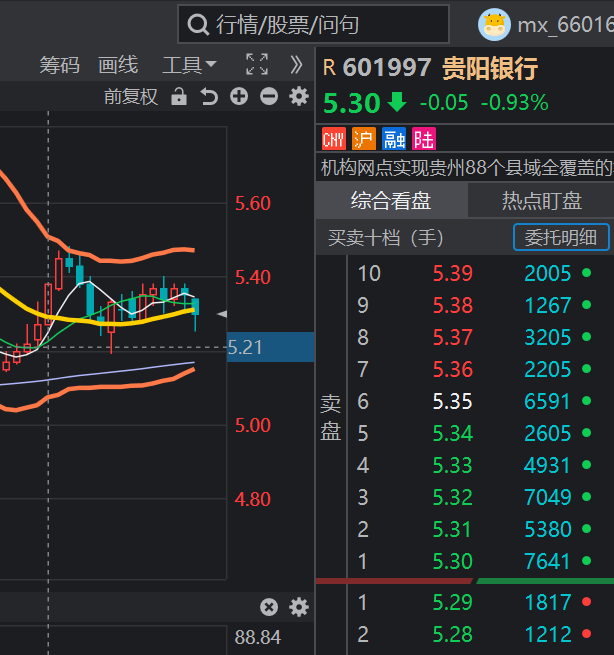 行情/股票/问句
mx_66016
筹码 画线 工具
前复权
R 601997 贵阳银行
5.30 -0.05 -0.93%
CNY 沪 融 陆
机构网点实现贵州88个县域全覆盖的
综合看盘 热点盯盘
买卖十档（手） 委托明细
卖盘
10 5.39 2005
9 5.38 1267
8 5.37 3205
7 5.36 2205
6 5.35 6591
5 5.34 2605
4 5.33 4931
3 5.32 7049
2 5.31 5380
1 5.30 7641
1 5.29 1817
2 5.28 1212
5.60
5.40
5.21
5.00
4.80
88.84